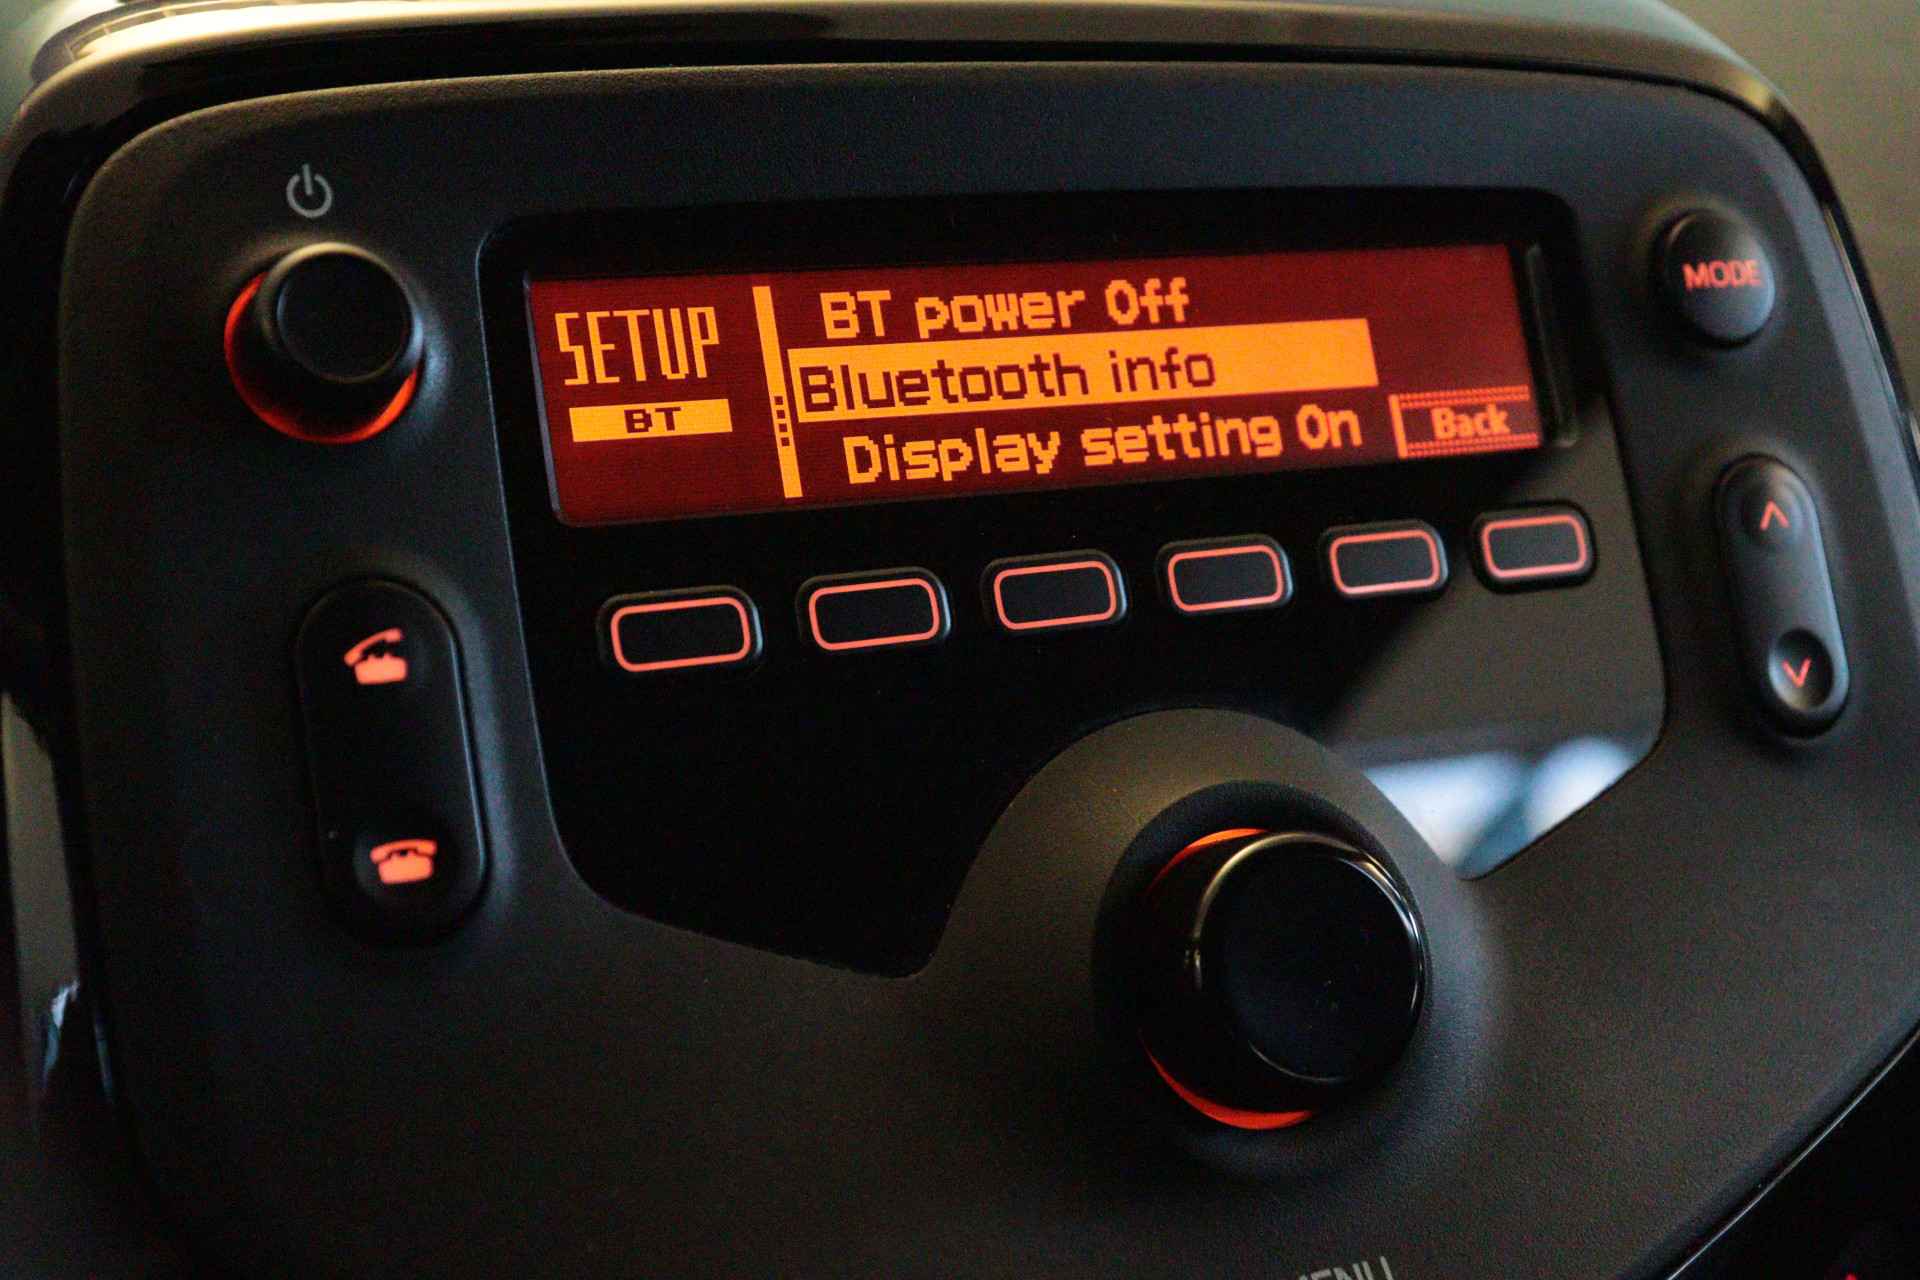 SETUP
BT
BT power Off
Bluetooth info
Display setting On
Back
MODE